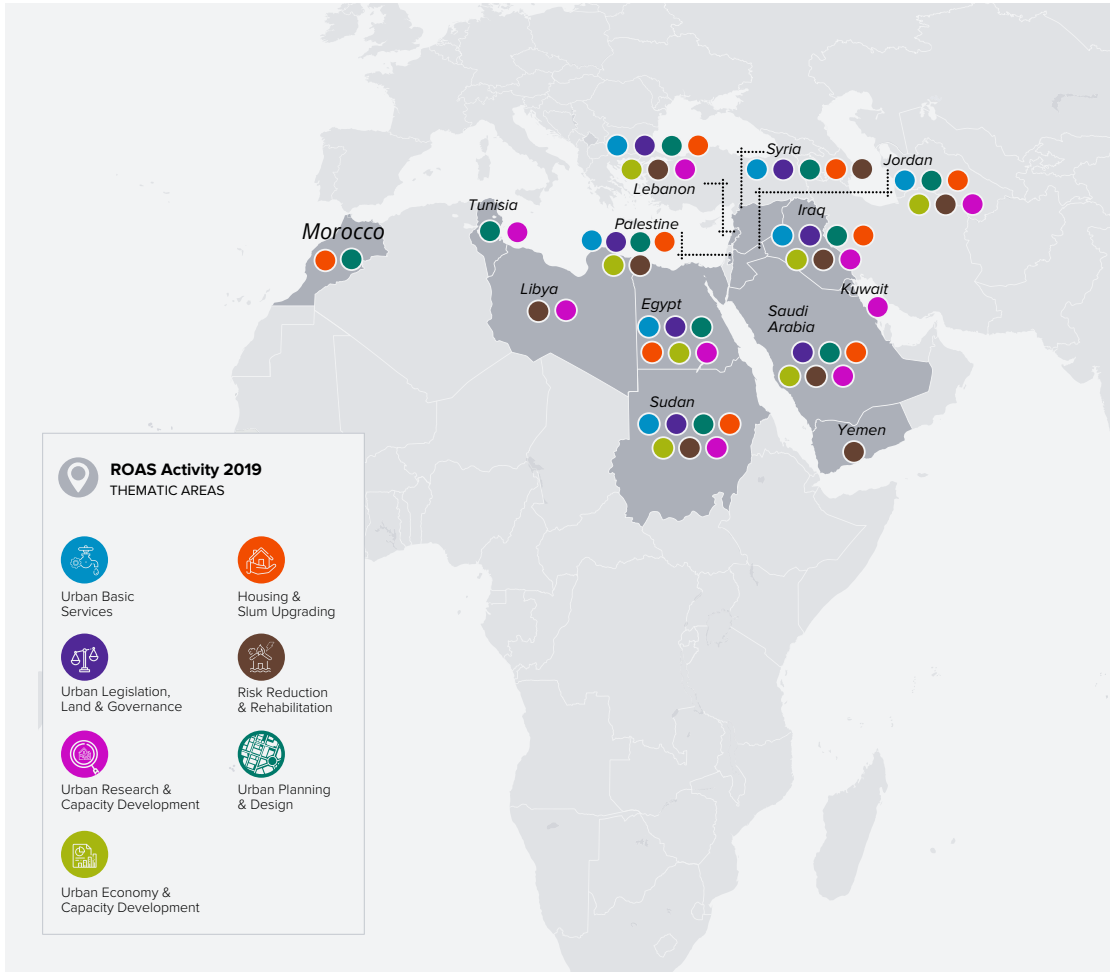 Syria
Jordan
Lebanon
Tunisia
Iraq
Palestine
Morocco
Libya
Kuwait
Egypt
Saudi
Arabia
Sudan
Yemen
ROAS Activity 2019
THEMATIC AREAS
Urban Basic
Services
Housing &
Slum Upgrading
Urban Legislation,
Land & Governance
Risk Reduction
& Rehabilitation
Urban Research &
Capacity Development
Urban Planning
& Design
Urban Economy &
Capacity Development